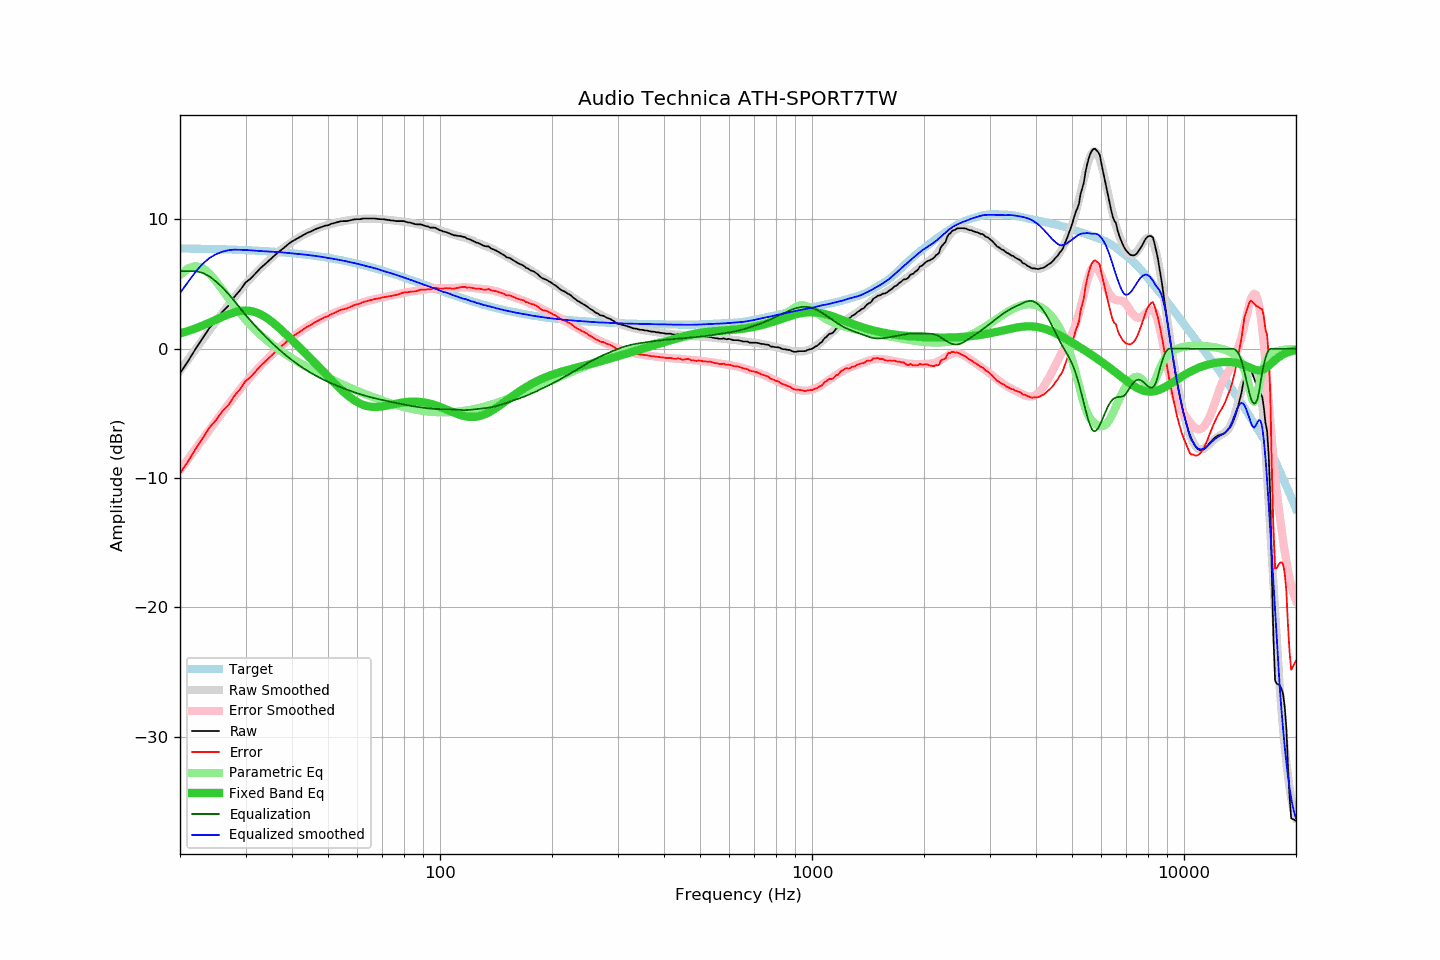 Audio Technica ATH-SPORT7TW
Amplitude (dBr)
10
0
−10
−20
−30
Target
Raw Smoothed
Error Smoothed
Raw
Error
Parametric Eq
Fixed Band Eq
Equalization
Equalized smoothed
100
1000
10000
Frequency (Hz)